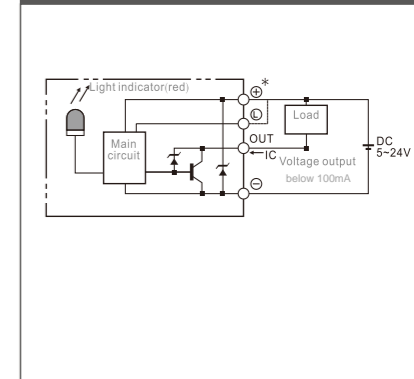 Light indicator(red)
⊕*
Ⓛ
Load
Main
circuit
OUT
IC
Voltage output
below 100mA
⊖
DC
5~24V